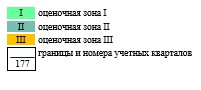 I оценочная зона I
II оценочная зона II
III оценочная зона III
границы и номера учетных кварталов
177